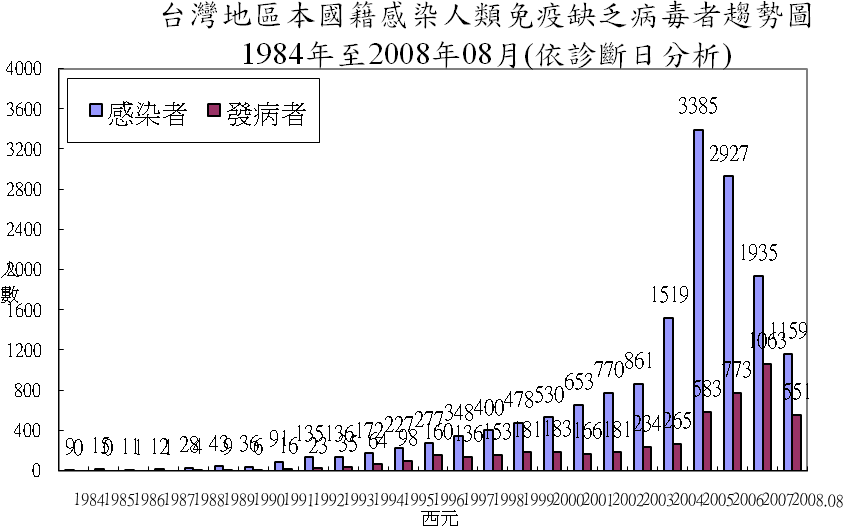 台灣地區本國籍感染人類免疫缺乏病毒者趨勢圖
1984年至2008年08月(依診斷日分析)
感染者 發病者
4000
3600
3200
2800
2400
2000
1600
1200
800
400
0
人數
9 15 11 12 28 43 36 91 135 136 172 227 277 348 400 478 530 653 770 861 1519 3385 2927 1935 1159
0 0 1 1 4 9 6 16 23 35 64 98 160 136 153 181 183 166 181 234 265 583 773 1063 551
1984 1985 1986 1987 1988 1989 1990 1991 1992 1993 1994 1995 1996 1997 1998 1999 2000 2001 2002 2003 2004 2005 2006 2007 2008.08
西元